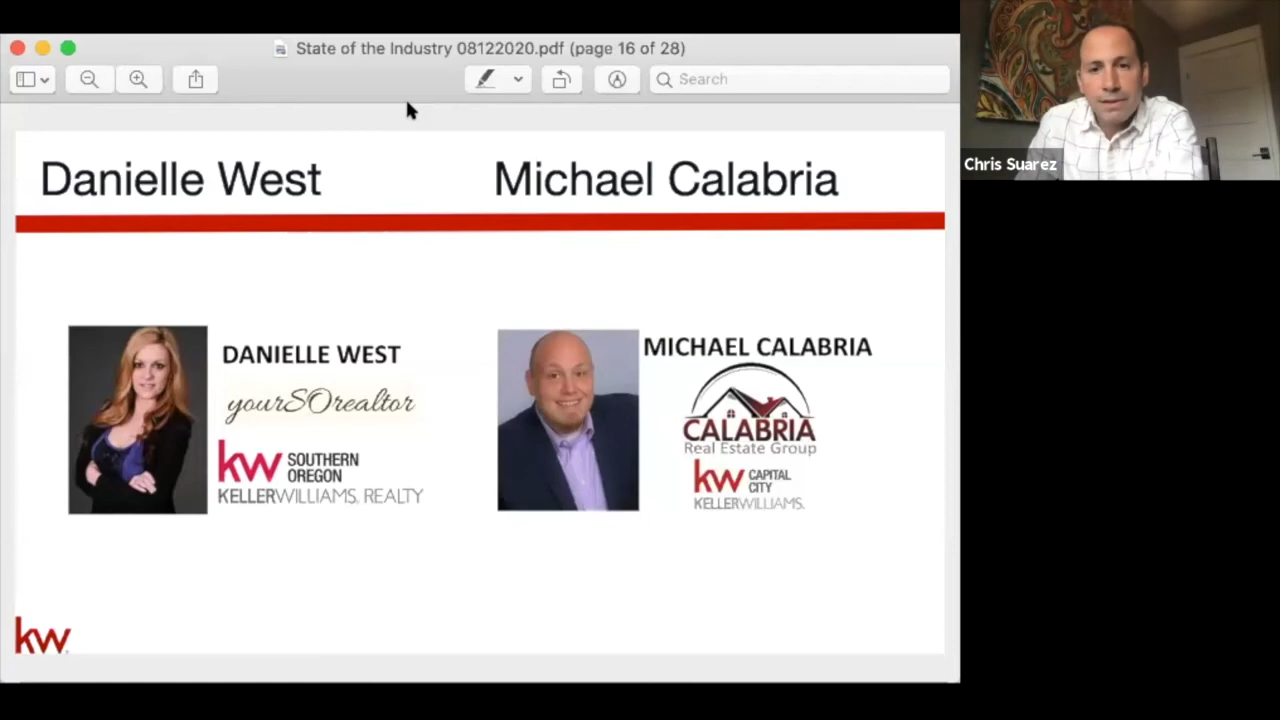 State of the Industry 08122020.pdf (page 16 of 28)
Search
Chris Suarez
Danielle West
Michael Calabria
DANIELLE WEST
yourSOrealtor
kw SOUTHERN
OREGON
KELLERWILLIAMS. REALTY
MICHAEL CALABRIA
CALABRIA
Real Estate Group
kw CAPITAL
CITY
KELLERWILLIAMS.
kw